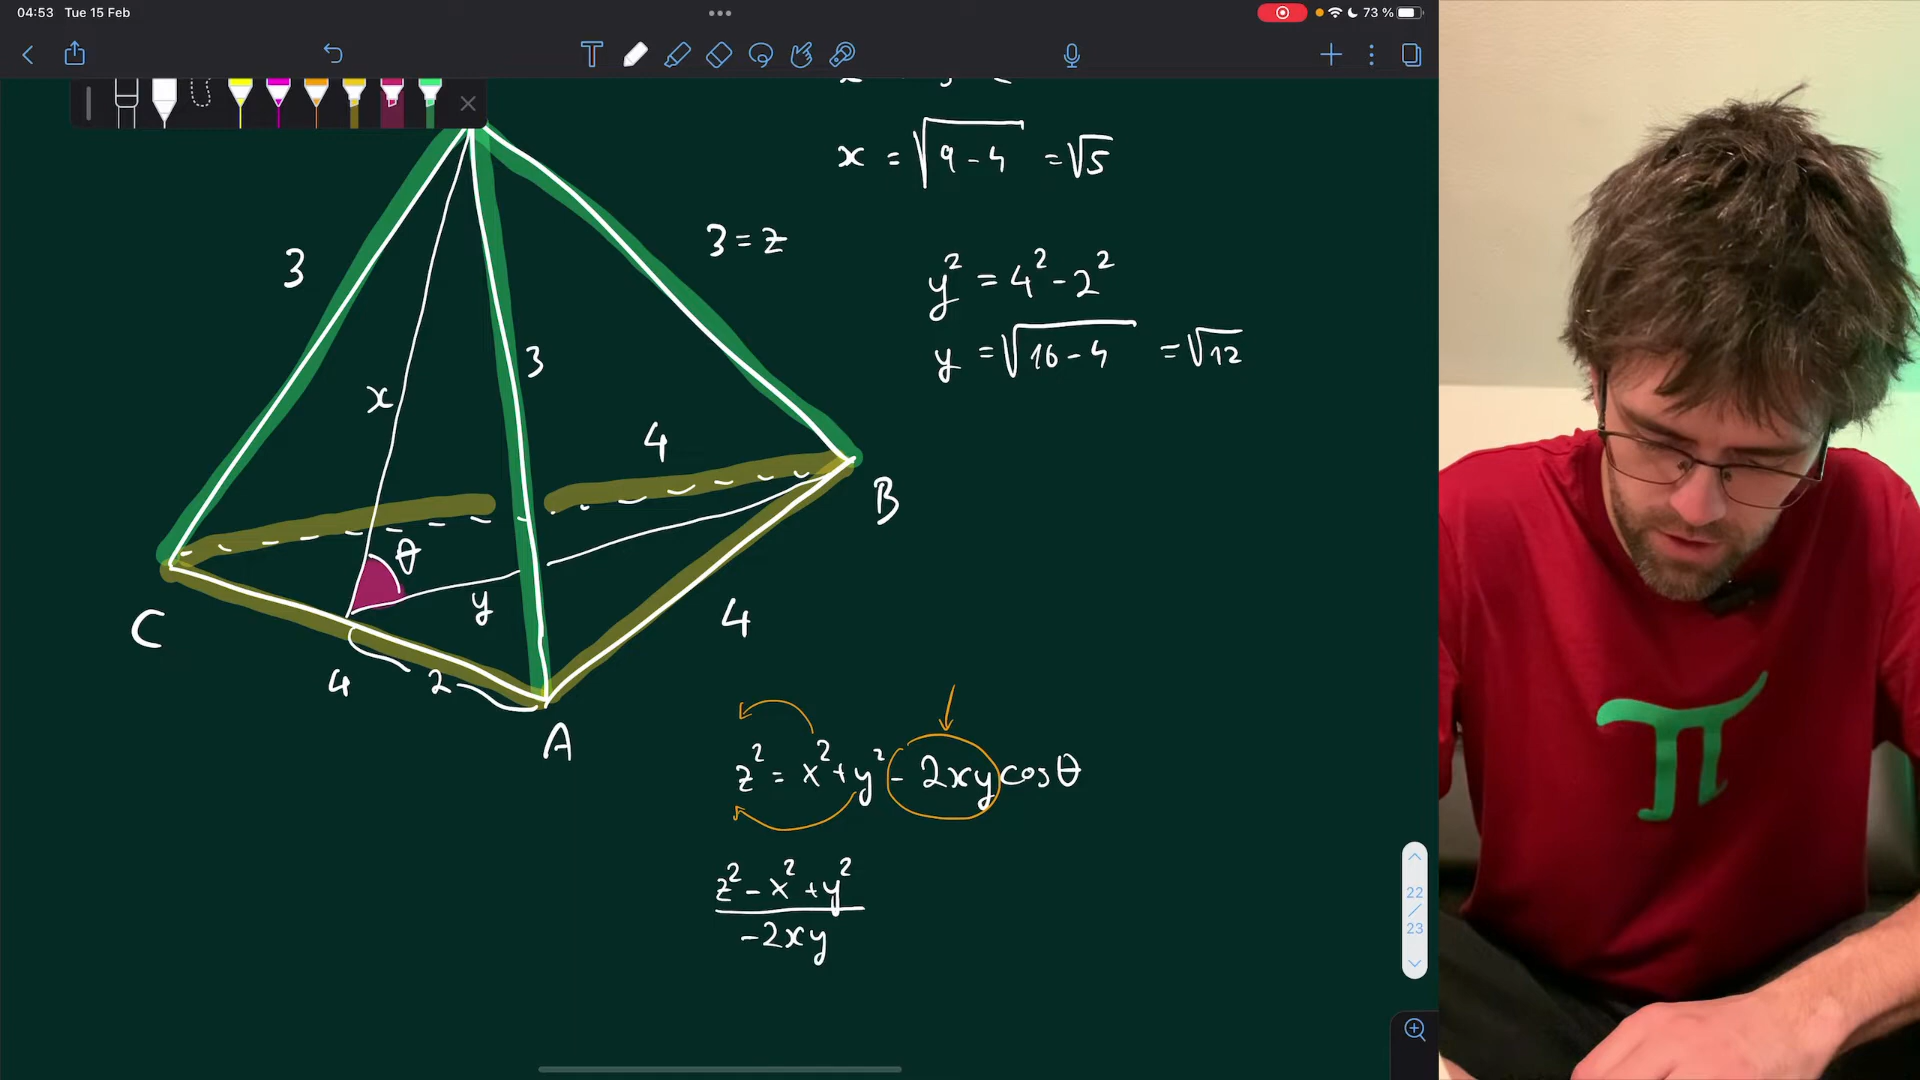 04:53 Tue 15 Feb
73 %
x = √9-4 = √5
3 = z
3
y² = 4² - 2²
y = √16-4 = √12
3
x
4
B
θ
y
C
4
4
2
A
z² = x² + y² - 2xy cosθ
z² - x² + y²
-2xy
22
/
23
π